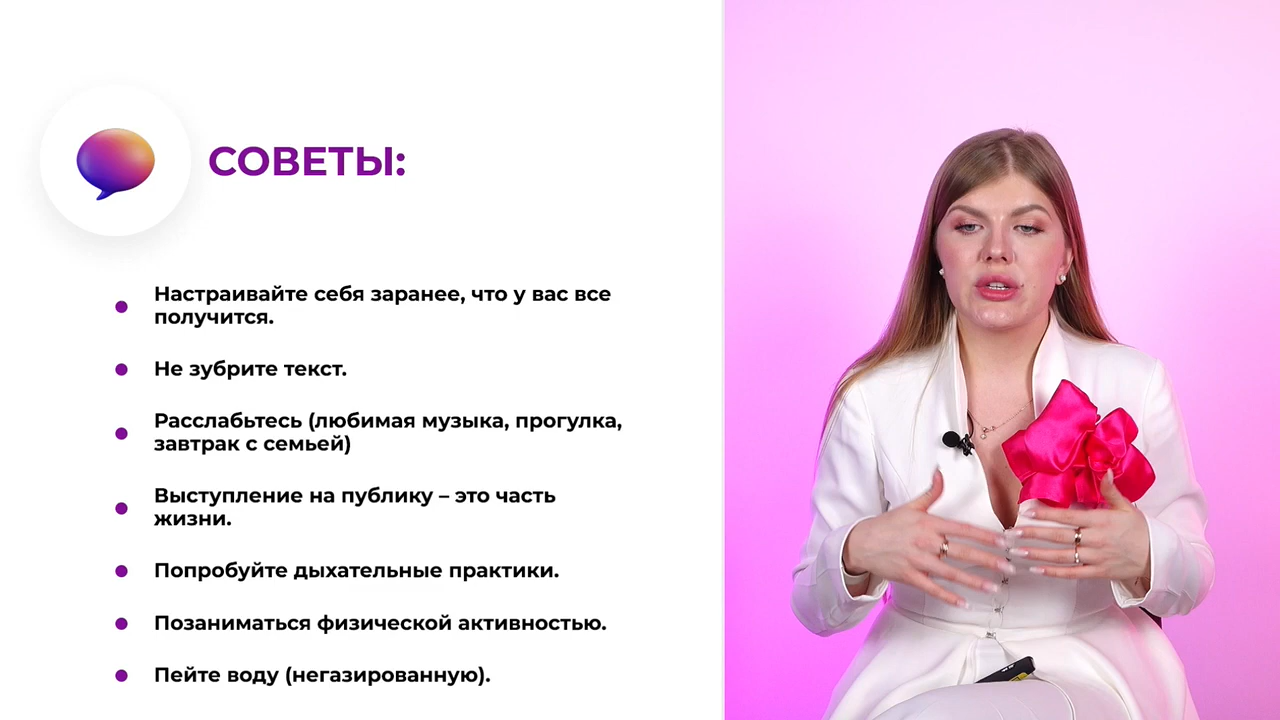 СОВЕТЫ:
Настраивайте себя заранее, что у вас все
получится.
Не зубрите текст.
Расслабьтесь (любимая музыка, прогулка,
завтрак с семьей)
Выступление на публику – это часть
жизни.
Попробуйте дыхательные практики.
Позаниматься физической активностью.
Пейте воду (негазированную).